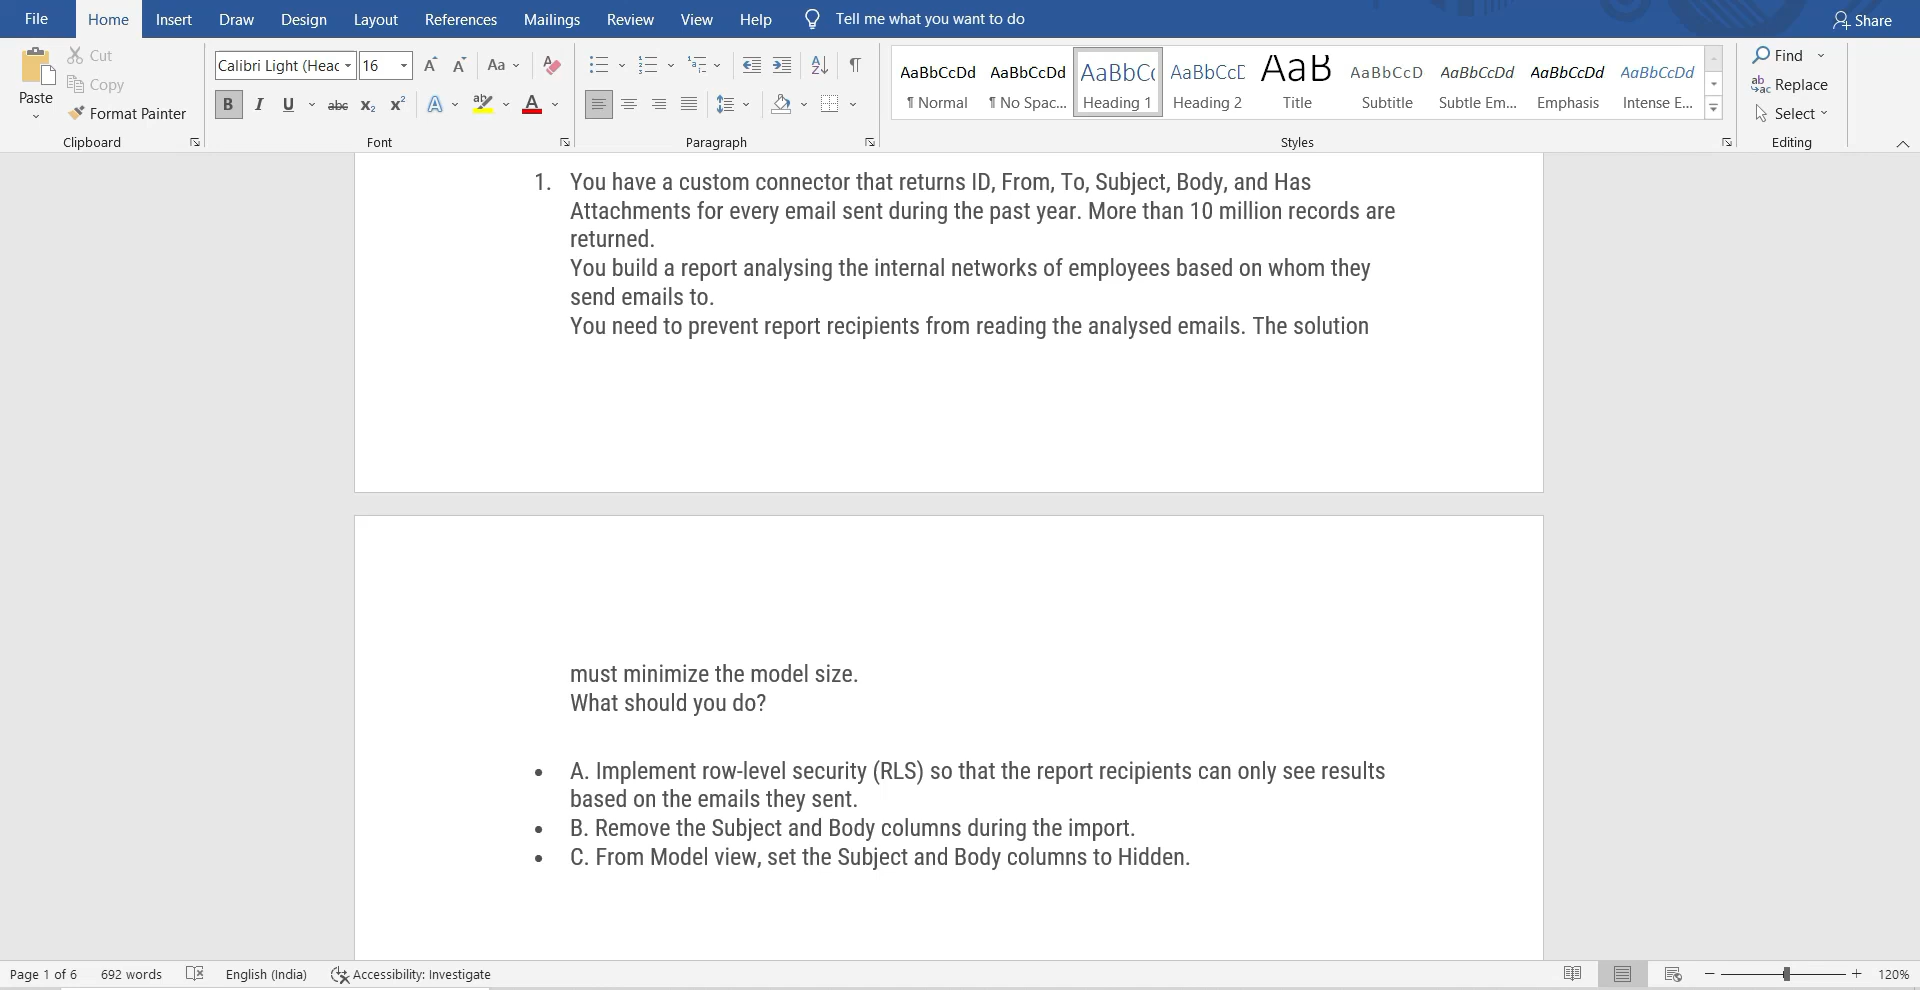 File Home Insert Draw Design Layout References Mailings Review View Help Tell me what you want to do Share
Paste Cut Copy Format Painter
Clipboard
Calibri Light (Heac 16 Aa
B I U abc x₂ x² A ab A
Font
Paragraph
AaBbCcDd AaBbCcDd AaBbC AaBbCcD AaB AaBbCcD AaBbCcDd AaBbCcDd AaBbCcDd
¶ Normal ¶ No Spac... Heading 1 Heading 2 Title Subtitle Subtle Em... Emphasis Intense E...
Styles
Find
Replace
Select
Editing
1. You have a custom connector that returns ID, From, To, Subject, Body, and Has
Attachments for every email sent during the past year. More than 10 million records are
returned.
You build a report analysing the internal networks of employees based on whom they
send emails to.
You need to prevent report recipients from reading the analysed emails. The solution
must minimize the model size.
What should you do?
• A. Implement row-level security (RLS) so that the report recipients can only see results
based on the emails they sent.
• B. Remove the Subject and Body columns during the import.
• C. From Model view, set the Subject and Body columns to Hidden.
Page 1 of 6 692 words English (India) Accessibility: Investigate 120%